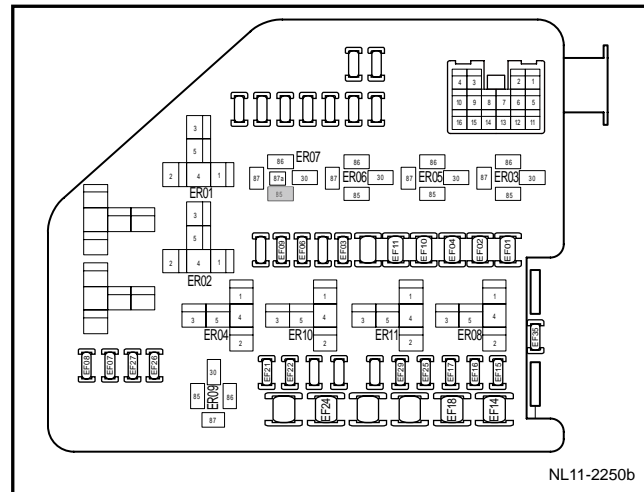 4 3 2 1
10 9 8 7 6 5
16 15 14 13 12 11
3
5
2 4 1
ER01
86 ER07
87 87a 30
85
86
87 ER06 30
85
86
87 ER05 30
85
86
87 ER03 30
85
3
5
2 4 1
ER02
EF09 EF06 EF03 EF11 EF10 EF04 EF02 EF01
1
3 5 4
ER04 2
1
3 5 4
ER10 2
1
3 5 4
ER11 2
1
3 5 4
ER08 2
EF35
EF08 EF07 EF27 EF26
30
85 ER09 86
87
EF21 EF22 EF29 EF25 EF17 EF16 EF15
EF24 EF18 EF14
NL11-2250b